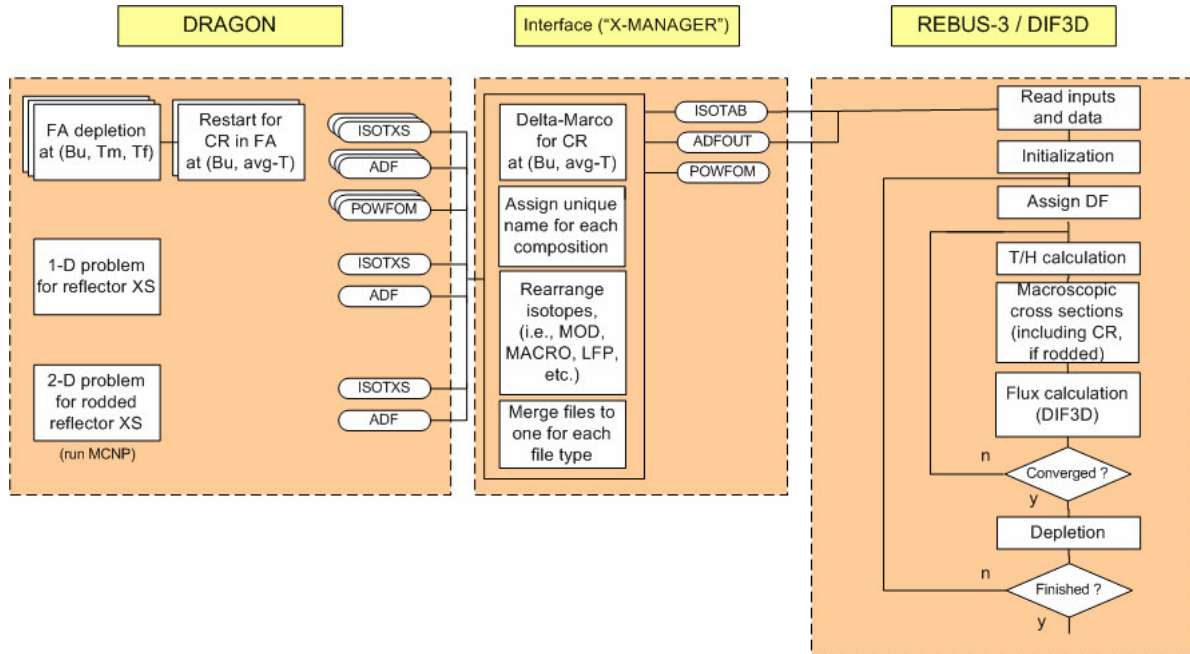 DRAGON
Interface ("X-MANAGER")
REBUS-3 / DIF3D
FA depletion
at (Bu, Tm, Tf)
Restart for
CR in FA
at (Bu, avg-T)
ISOTXS
ADF
POWFOM
1-D problem
for reflector XS
ISOTXS
ADF
2-D problem
for rodded
reflector XS
(run MCNP)
ISOTXS
ADF
Delta-Marco
for CR
at (Bu, avg-T)
Assign unique
name for each
composition
Rearrange
isotopes,
(i.e., MOD,
MACRO, LFP,
etc.)
Merge files to
one for each
file type
ISOTAB
ADFOUT
POWFOM
Read inputs
and data
Initialization
Assign DF
T/H calculation
Macroscopic
cross sections
(including CR,
if rodded)
Flux calculation
(DIF3D)
n
Converged ?
y
Depletion
n
Finished ?
y